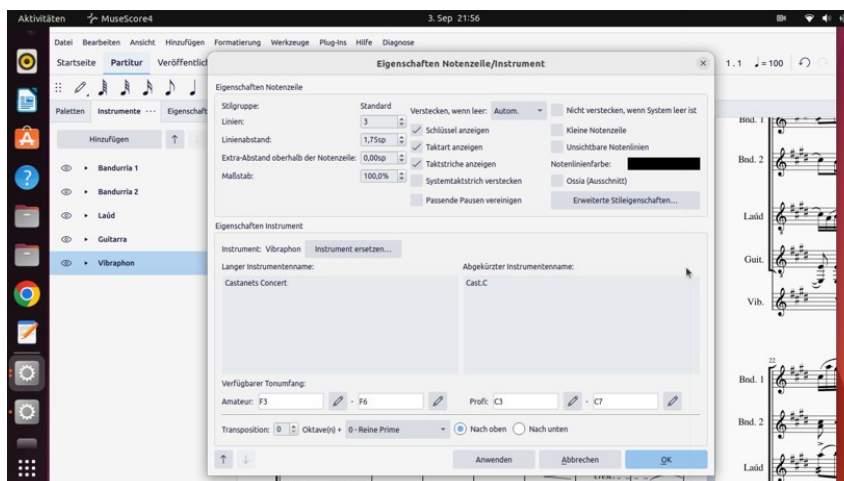 Aktivitäten MuseScore4 3. Sep 21:56
Datei Bearbeiten Ansicht Hinzufügen Formatierung Werkzeuge Plug-Ins Hilfe Diagnose
Startseite Partitur Veröffentlic
Eigenschaften Notenzeile/Instrument
1.1 ♩=100
Paletten Instrumente ··· Eigenschaft
Hinzufügen
Bandurria 1
Bandurria 2
Laúd
Guitarra
Vibraphon
Eigenschaften Notenzeile
Stilgruppe: Standard
Linien: 3
Linienabstand: 1,75sp
Extra-Abstand oberhalb der Notenzeile: 0,00sp
Maßstab: 100,0%
Verstecken, wenn leer: Autom.
Schlüssel anzeigen
Taktart anzeigen
Taktstriche anzeigen
Systemtaktstrich verstecken
Passende Pausen vereinigen
Nicht verstecken, wenn System leer ist
Kleine Notenzeile
Unsichtbare Notenlinien
Notenlinienfarbe:
Ossia (Ausschnitt)
Erweiterte Stileigenschaften...
Eigenschaften Instrument
Instrument: Vibraphon Instrument ersetzen...
Langer Instrumentenname: Abgekürzter Instrumentenname:
Castanets Concert Cast.C
Verfügbarer Tonumfang:
Amateur: F3 - F6 Profi: C3 - C7
Transposition: 0 Oktave(n) + 0 - Reine Prime Nach oben Nach unten
Anwenden Abbrechen OK
Bnd. 1
Bnd. 2
Laúd
Guit.
Vib.
22
Bnd. 1
Bnd. 2
Laúd